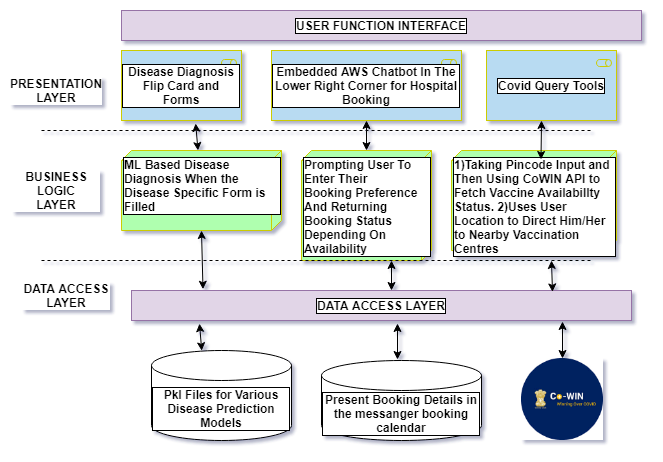 USER FUNCTION INTERFACE
PRESENTATION
LAYER
Disease Diagnosis
Flip Card and
Forms
Embedded AWS Chatbot In The
Lower Right Corner for Hospital
Booking
Covid Query Tools
BUSINESS
LOGIC
LAYER
ML Based Disease
Diagnosis When the
Disease Specific Form is
Filled
Prompting User To
Enter Their
Booking Preference
And Returning
Booking Status
Depending On
Availability
1)Taking Pincode Input and
Then Using CoWIN API to
Fetch Vaccine Availability
Status. 2)Uses User
Location to Direct Him/Her
to Nearby Vaccination
Centres
DATA ACCESS
LAYER
DATA ACCESS LAYER
Pkl Files for Various
Disease Prediction
Models
Present Booking Details in
the messanger booking
calendar
Co-WIN
Winning Over COVID